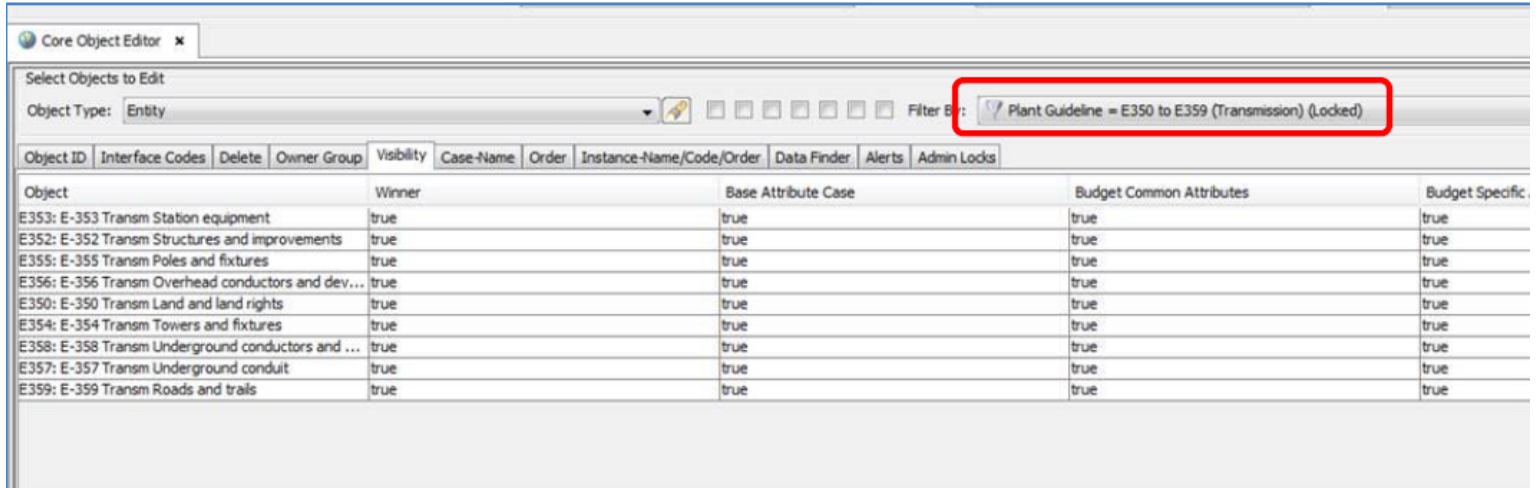 Core Object Editor
Select Objects to Edit
Object Type: Entity Filter By: Plant Guideline = E350 to E359 (Transmission) (Locked)
Object ID Interface Codes Delete Owner Group Visibility Case-Name Order Instance-Name/Code/Order Data Finder Alerts Admin Locks
Object Winner Base Attribute Case Budget Common Attributes Budget Specific
E353: E-353 Transm Station equipment true true true true
E352: E-352 Transm Structures and improvements true true true true
E355: E-355 Transm Poles and fixtures true true true true
E356: E-356 Transm Overhead conductors and dev... true true true true
E350: E-350 Transm Land and land rights true true true true
E354: E-354 Transm Towers and fixtures true true true true
E358: E-358 Transm Underground conductors and ... true true true true
E357: E-357 Transm Underground conduit true true true true
E359: E-359 Transm Roads and trails true true true true